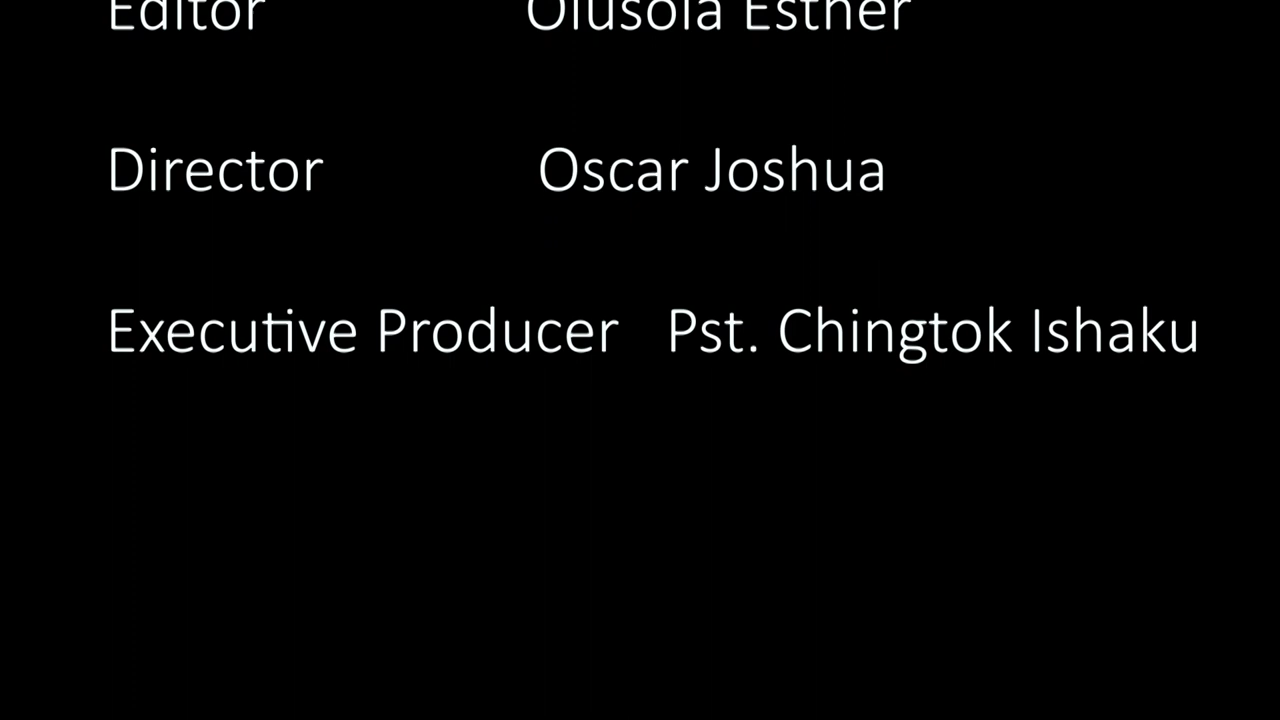 Editor Olusola Esther
Director Oscar Joshua
Executive Producer Pst. Chingtok Ishaku